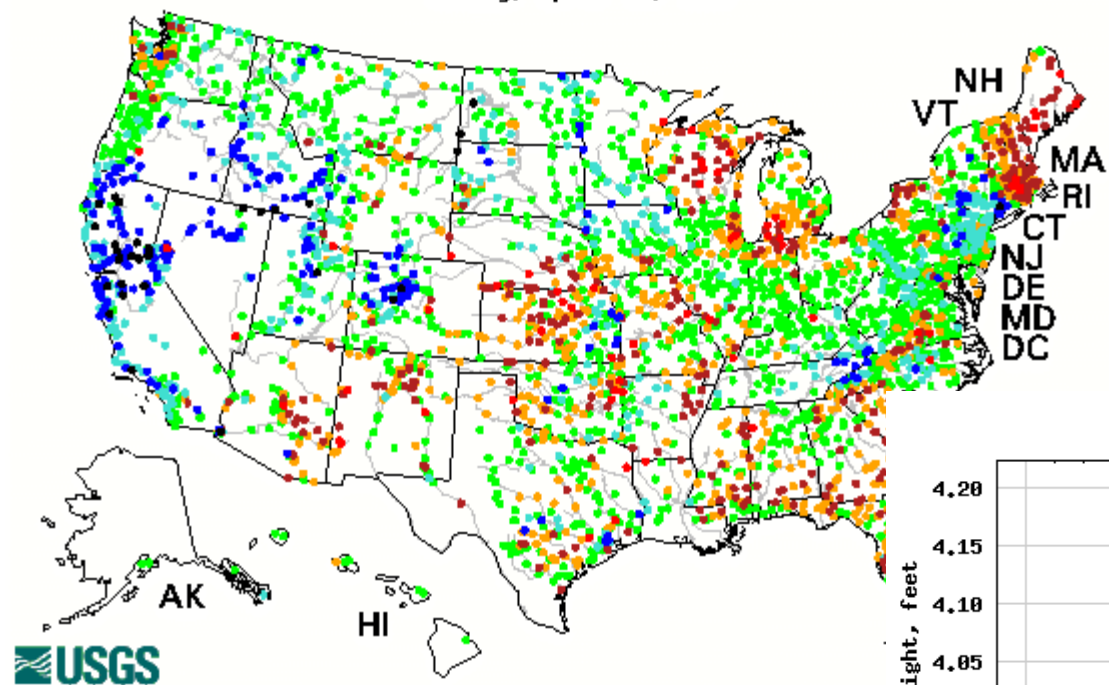 NH
VT
MA
RI
CT
NJ
DE
MD
DC
AK
HI
USGS
4.20
4.15
4.10
4.05
ight, feet